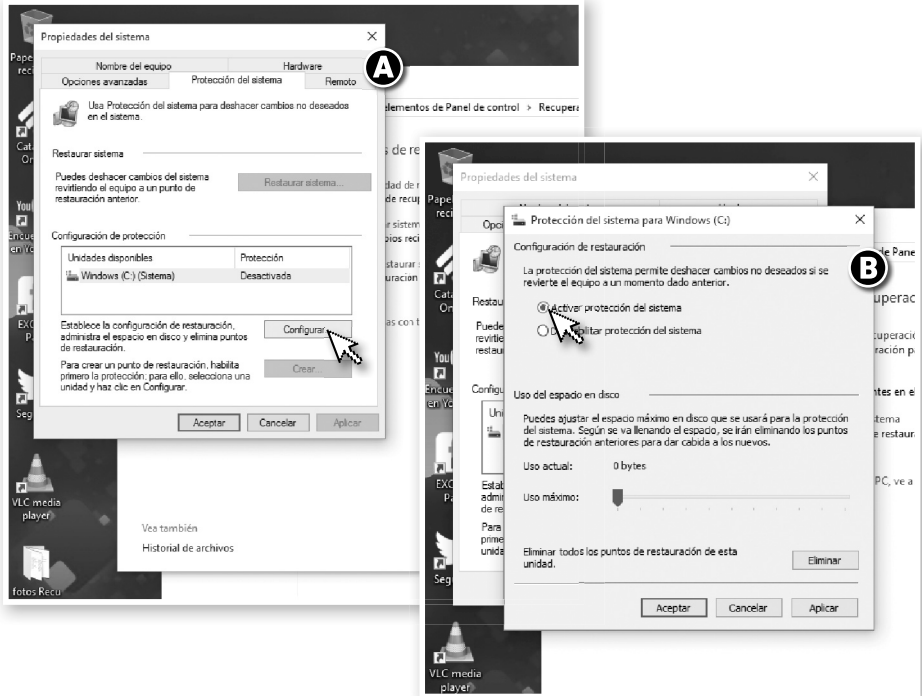 Propiedades del sistema
Nombre del equipo
Hardware
Opciones avanzadas
Protección del sistema
Remoto
A
Usa Protección del sistema para deshacer cambios no deseados
en el sistema.
Restaurar sistema
Puedes deshacer cambios del sistema
revirtiendo el equipo a un punto de
restauración anterior.
Restaurar sistema...
Configuración de protección
Unidades disponibles
Protección
Windows (C:) (Sistema)
Desactivada
Establece la configuración de restauración,
administra el espacio en disco y elimina puntos
de restauración.
Configurar
Para crear un punto de restauración, habilita
primero la protección; para ello, selecciona una
unidad y haz clic en Configurar.
Crear...
Aceptar
Cancelar
Aplicar
elementos de Panel de control > Recupera
Vea también
Historial de archivos
VLC media
player
fotos Recu
Propiedades del sistema
Protección del sistema para Windows (C:)
B
Configuración de restauración
La protección del sistema permite deshacer cambios no deseados si se
revierte el equipo a un momento dado anterior.
Activar protección del sistema
protección del sistema
Uso del espacio en disco
Puedes ajustar el espacio máximo en disco que se usará para la protección
del sistema. Según se va llenando el espacio, se irán eliminando los puntos
de restauración anteriores para dar cabida a los nuevos.
Uso actual:
0 bytes
Uso máximo:
Eliminar todos los puntos de restauración de esta
unidad.
Eliminar
Aceptar
Cancelar
Aplicar
VLC media
player